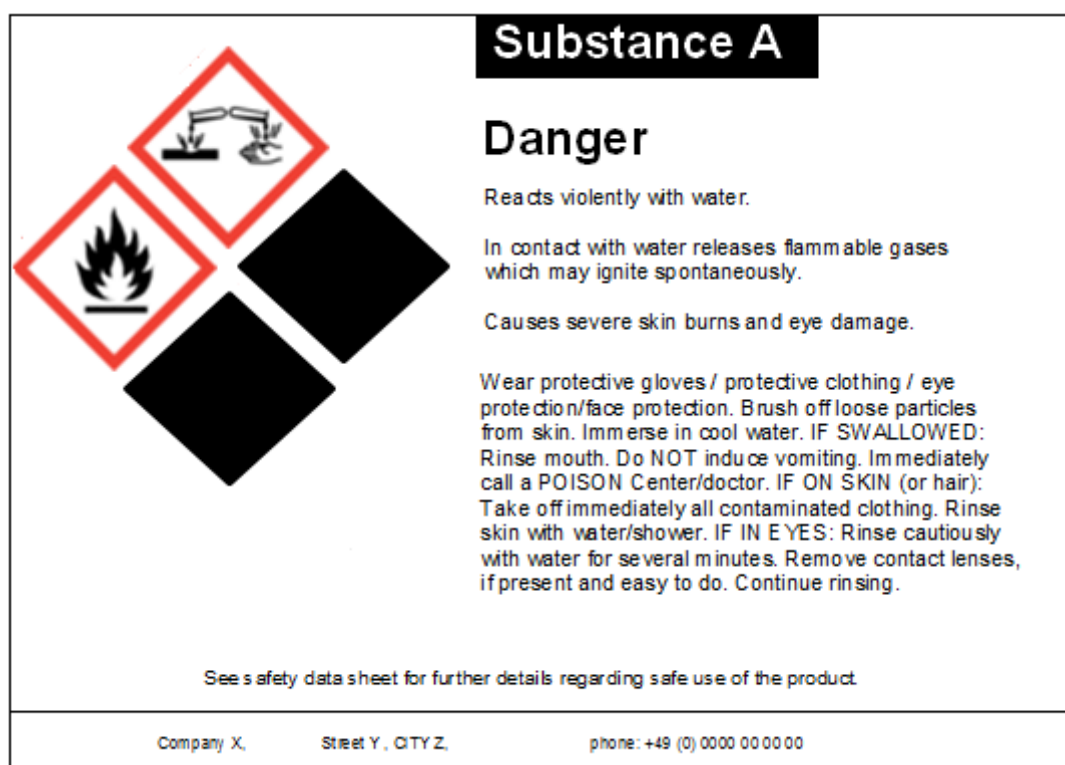 Substance A
Danger
Reacts violently with water.
In contact with water releases flammable gases
which may ignite spontaneously.
Causes severe skin burns and eye damage.
Wear protective gloves / protective clothing / eye
protection/face protection. Brush off loose particles
from skin. Immerse in cool water. IF SWALLOWED:
Rinse mouth. Do NOT induce vomiting. Immediately
call a POISON Center/doctor. IF ON SKIN (or hair):
Take off immediately all contaminated clothing. Rinse
skin with water/shower. IF IN EYES: Rinse cautiously
with water for several minutes. Remove contact lenses,
if present and easy to do. Continue rinsing.
See safety data sheet for further details regarding safe use of the product.
Company X, Street Y, CITY Z, phone: +49 (0) 0000 000000